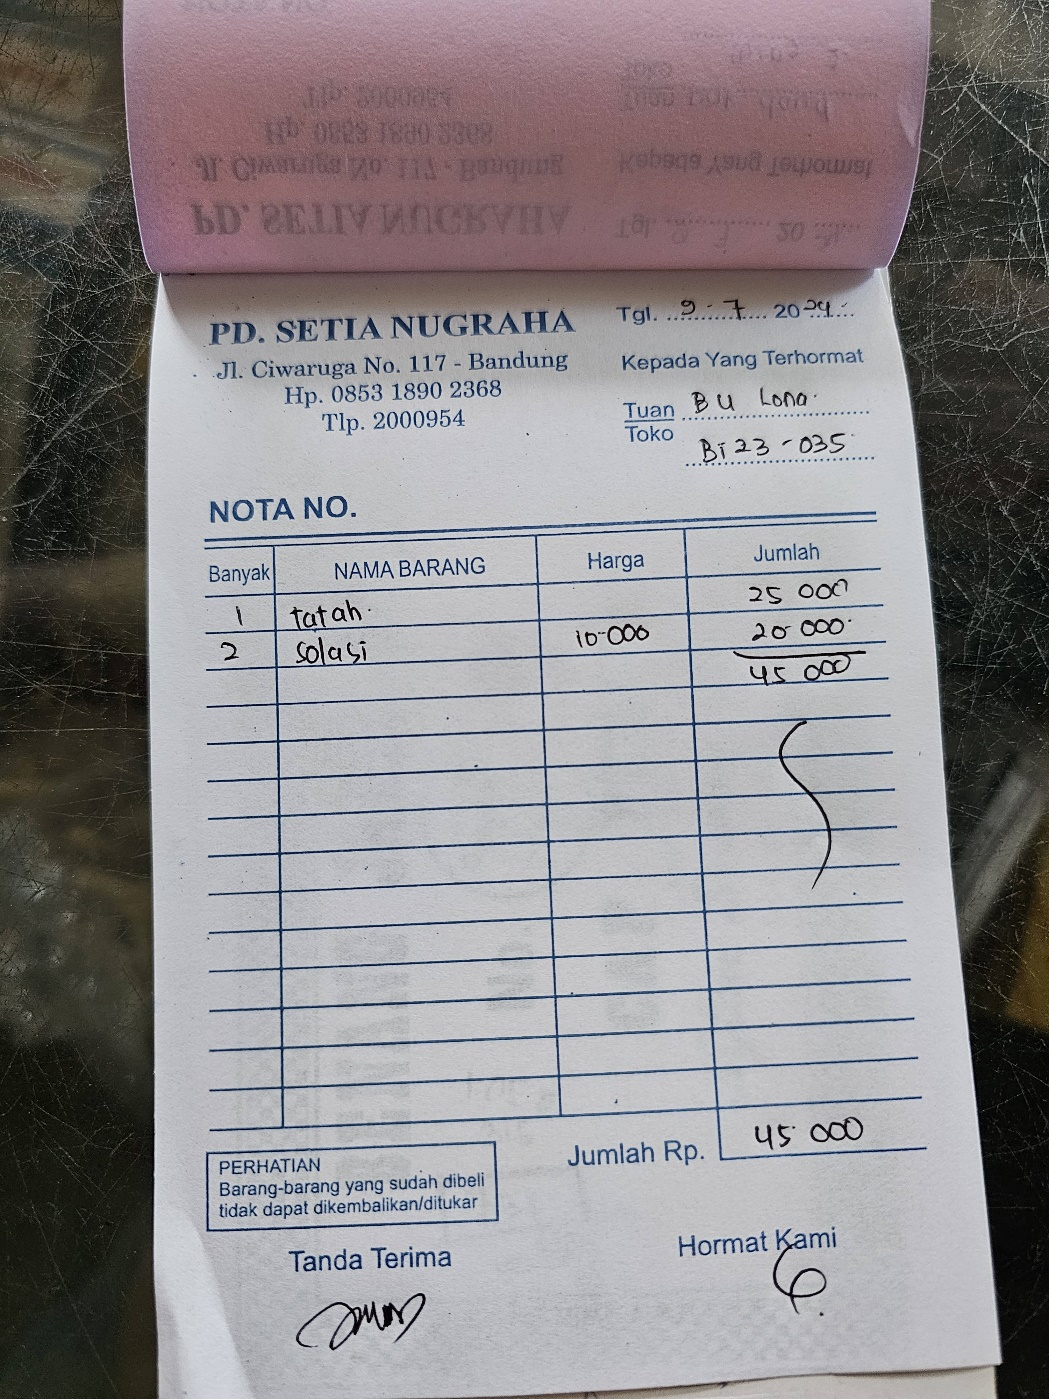 PD. SETIA NUGRAHA
Jl. Ciwaruga No. 117 - Bandung
Hp. 0853 1890 2368
Tlp. 2000954
Tgl. 9 - 7 2024
Kepada Yang Terhormat
Tuan BU Lona
Toko
Bi 23 - 035
NOTA NO.
Banyak NAMA BARANG Harga Jumlah
1 tatah 25 000
2 solasi 10.000 20 000
45 000
Jumlah Rp. 45 000
PERHATIAN
Barang-barang yang sudah dibeli
tidak dapat dikembalikan/ditukar
Tanda Terima Hormat Kami